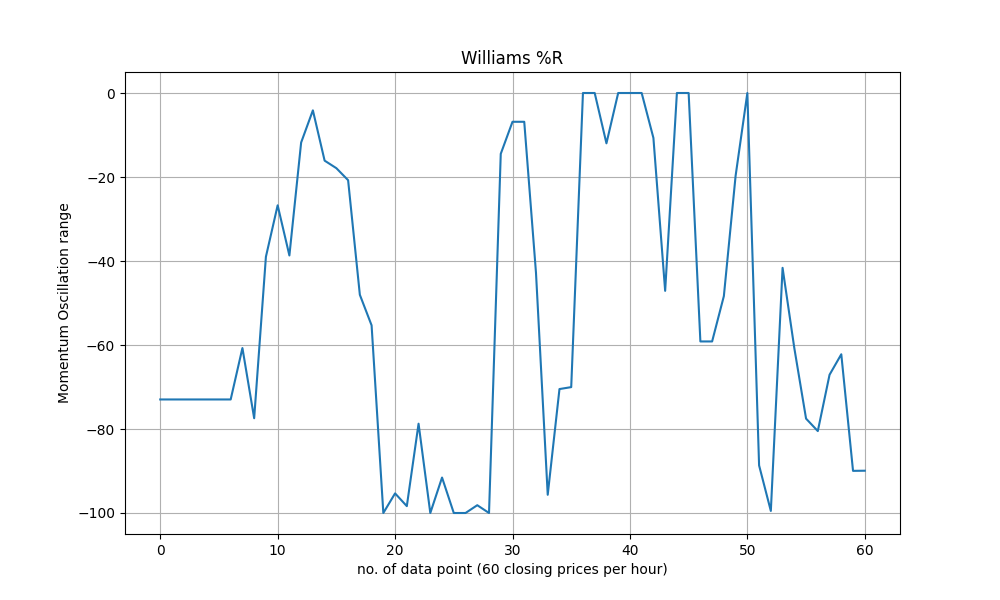 Williams %R
Momentum Oscillation range
0
−20
−40
−60
−80
−100
0 10 20 30 40 50 60
no. of data point (60 closing prices per hour)